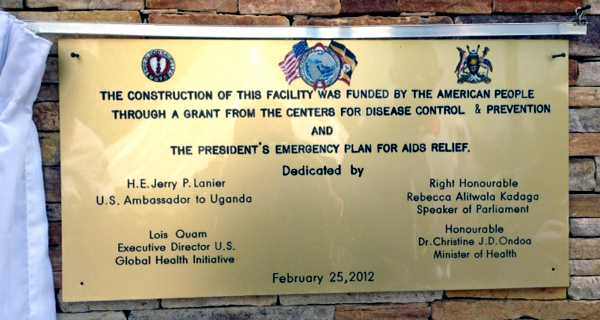 THE CONSTRUCTION OF THIS FACILITY WAS FUNDED BY THE AMERICAN PEOPLE
THROUGH A GRANT FROM THE CENTERS FOR DISEASE CONTROL & PREVENTION
AND
THE PRESIDENT'S EMERGENCY PLAN FOR AIDS RELIEF.
Dedicated by
H.E.Jerry P.Lanier
U.S. Ambassador to Uganda
Right Honourable
Rebecca Alitwala Kadaga
Speaker of Parliament
Lois Quam
Executive Director U.S.
Global Health Initiative
Honourable
Dr.Christine J.D.Ondoa
Minister of Health
February 25,2012